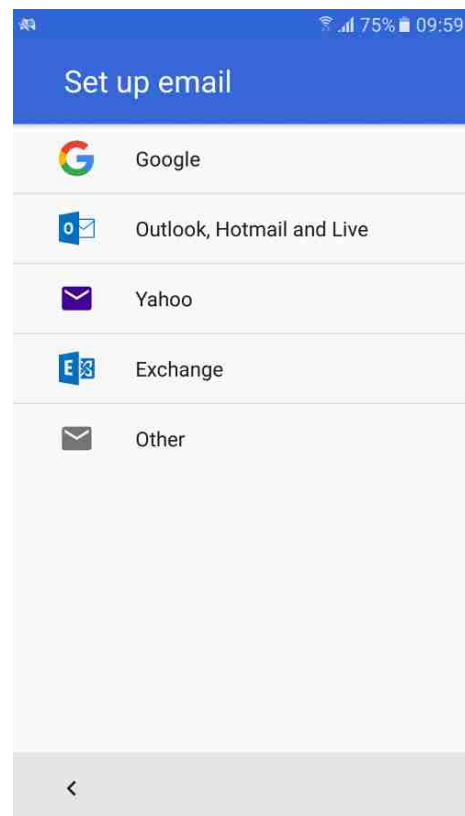 75% 09:59
Set up email
Google
Outlook, Hotmail and Live
Yahoo
Exchange
Other